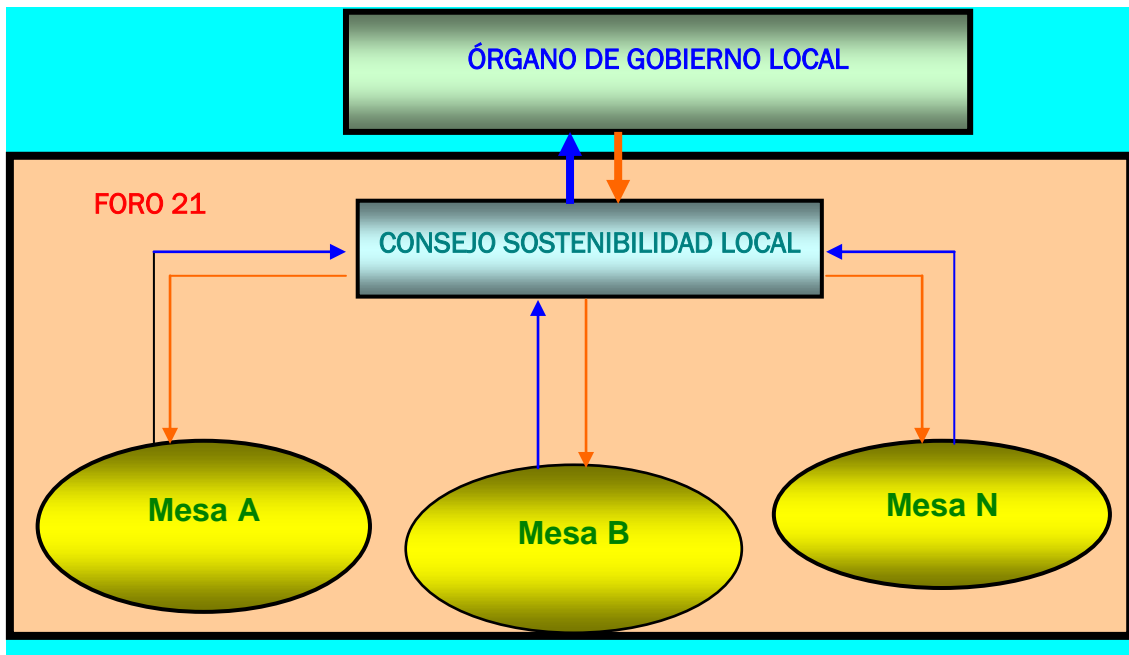 ÓRGANO DE GOBIERNO LOCAL
FORO 21
CONSEJO SOSTENIBILIDAD LOCAL
Mesa A
Mesa B
Mesa N